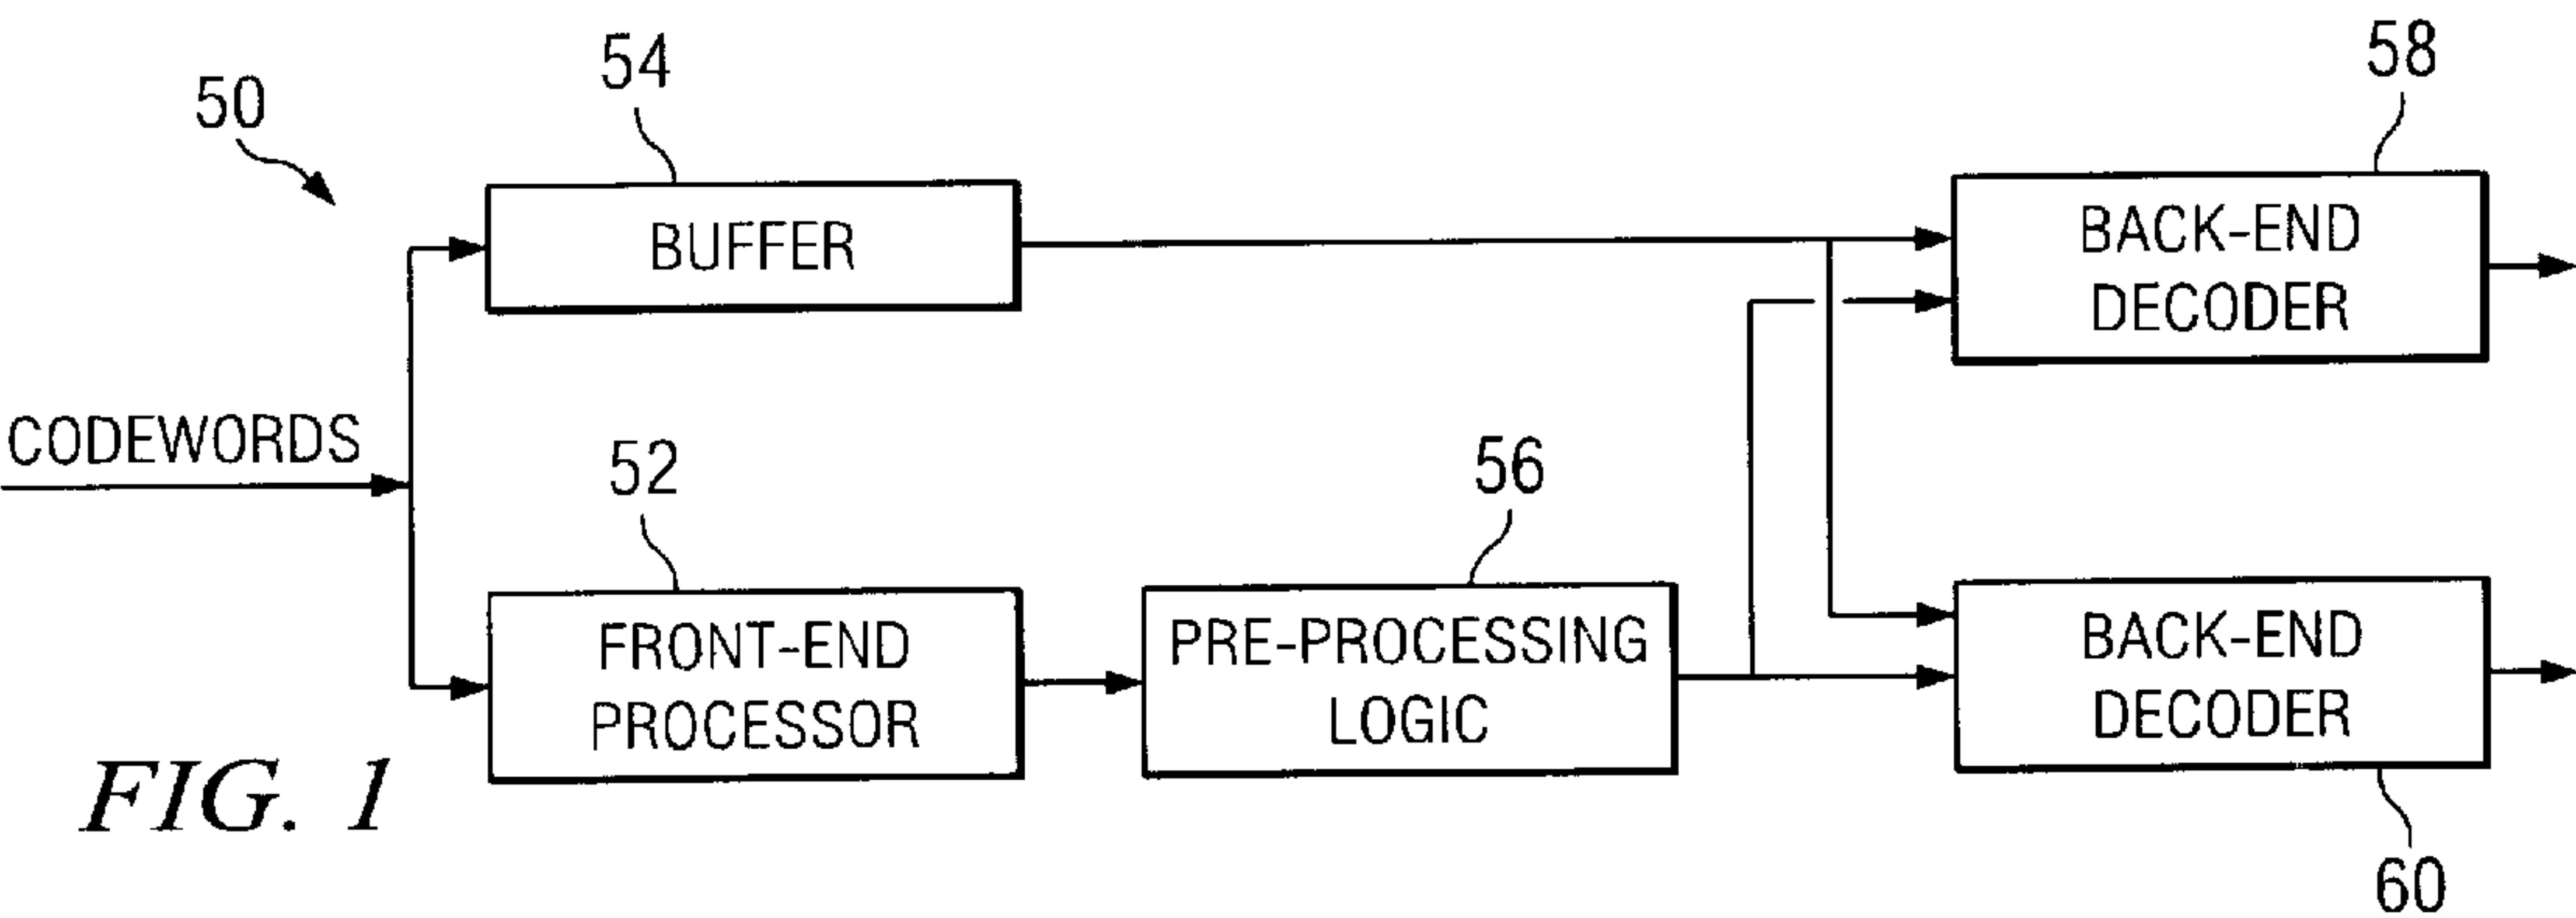 50
54
BUFFER
58
BACK-END
DECODER
CODEWORDS
52
FRONT-END
PROCESSOR
56
PRE-PROCESSING
LOGIC
BACK-END
DECODER
60
FIG. 1